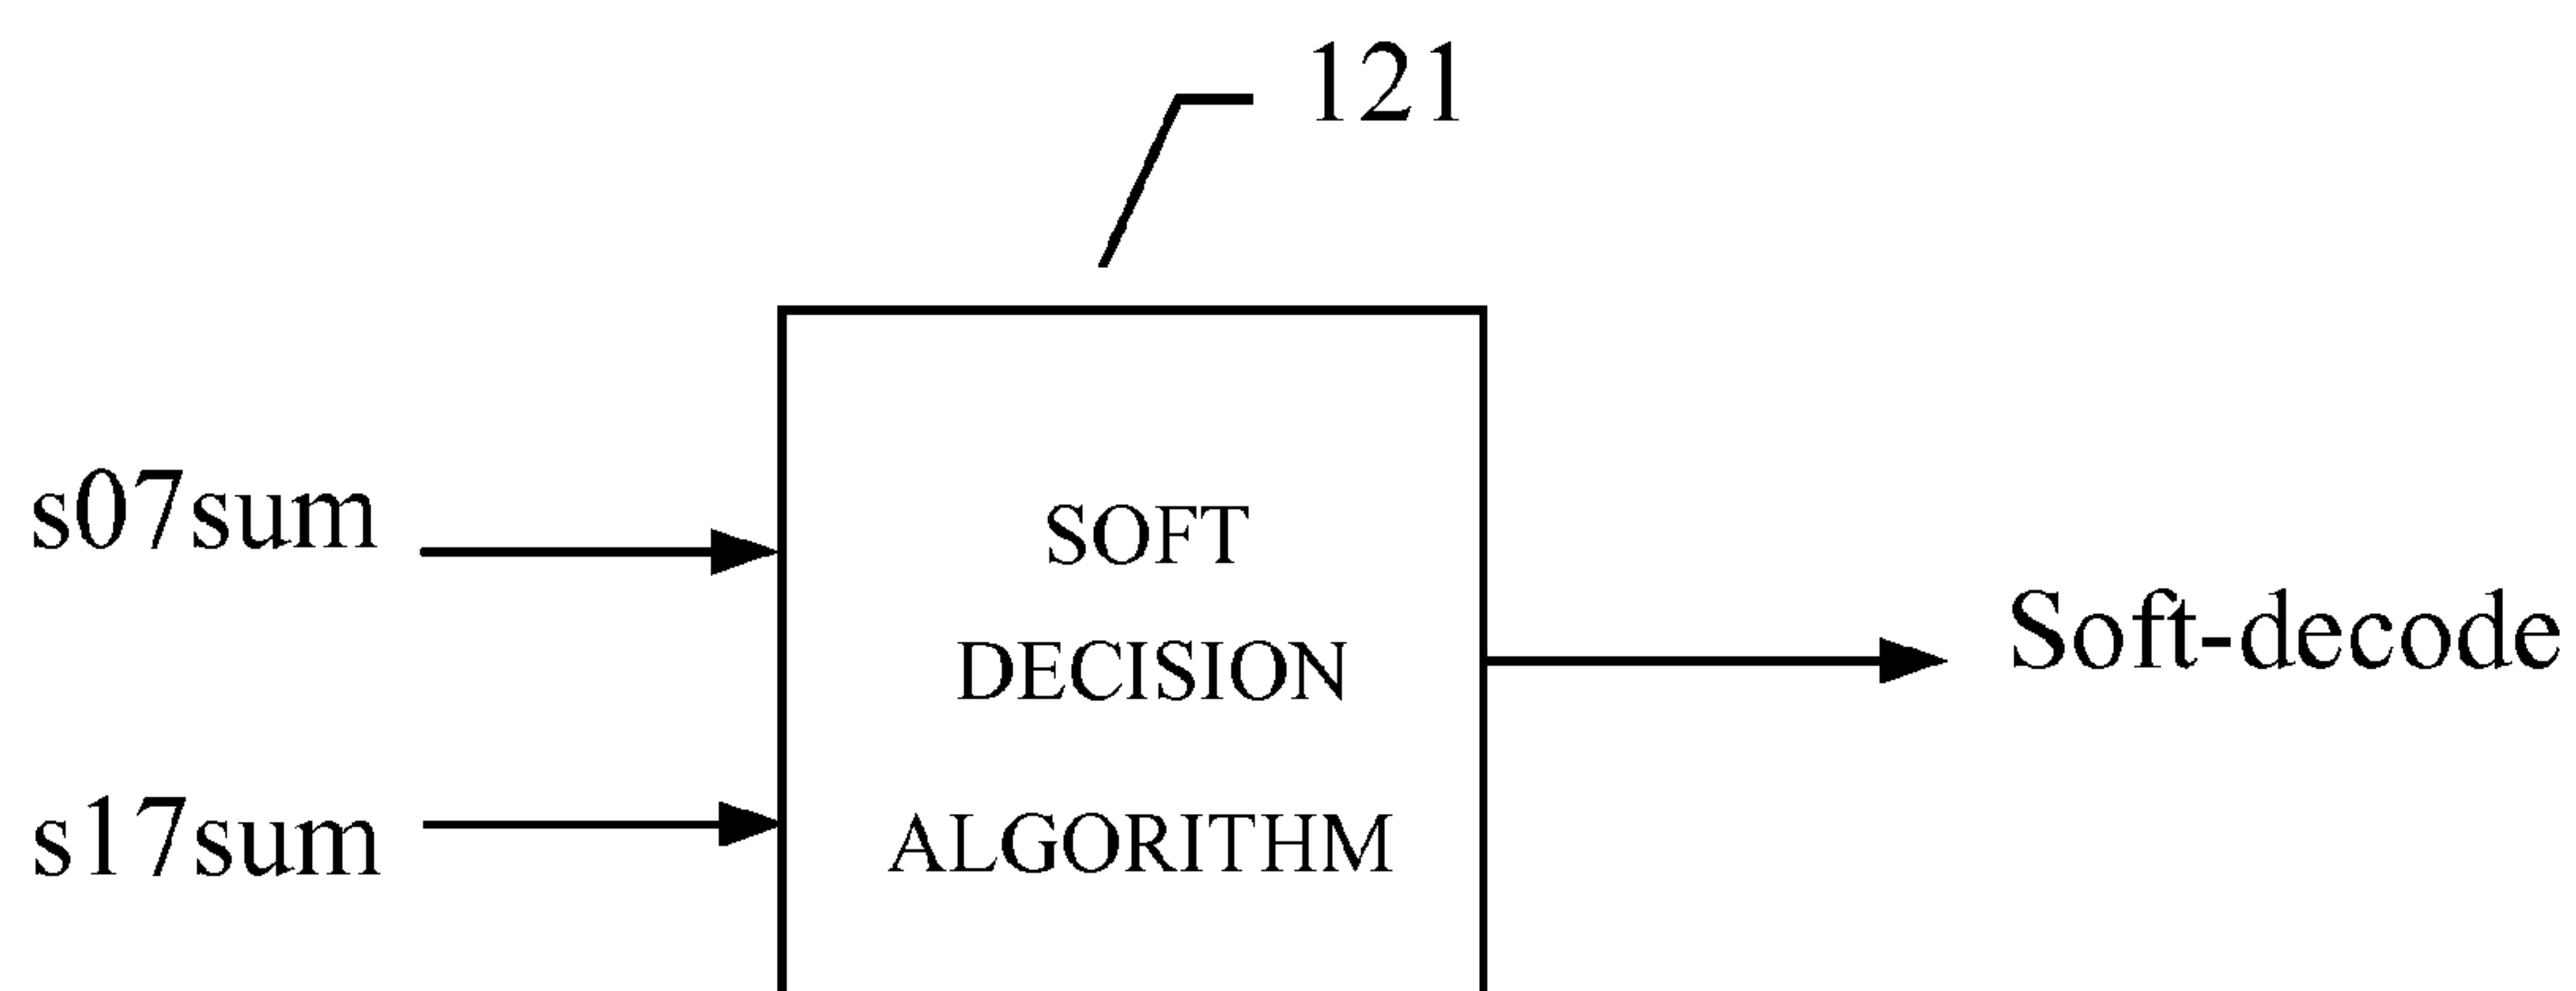 121
s07sum
SOFT
DECISION
ALGORITHM
Soft-decode
s17sum